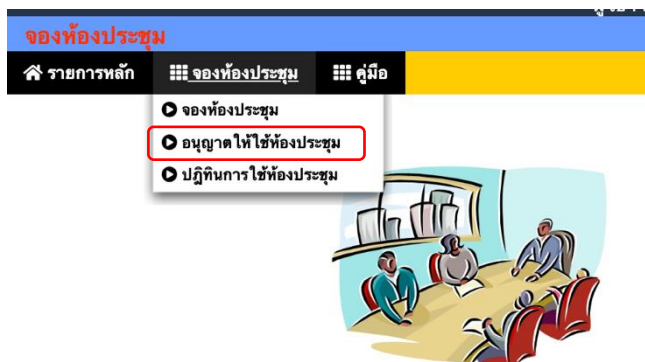 จองห้องประชุม
รายการหลัก จองห้องประชุม คู่มือ
จองห้องประชุม
อนุญาตให้ใช้ห้องประชุม
ปฎิทินการใช้ห้องประชุม